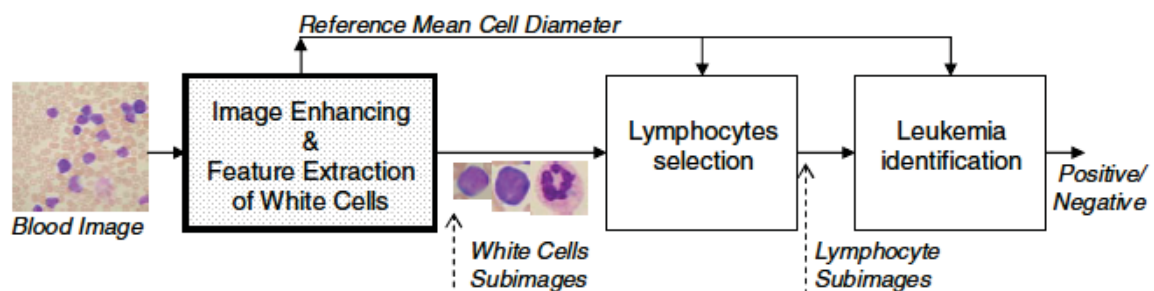 Reference Mean Cell Diameter
Image Enhancing
&
Feature Extraction
of White Cells
Lymphocytes
selection
Leukemia
identification
Positive/
Negative
Blood Image
White Cells
Subimages
Lymphocyte
Subimages